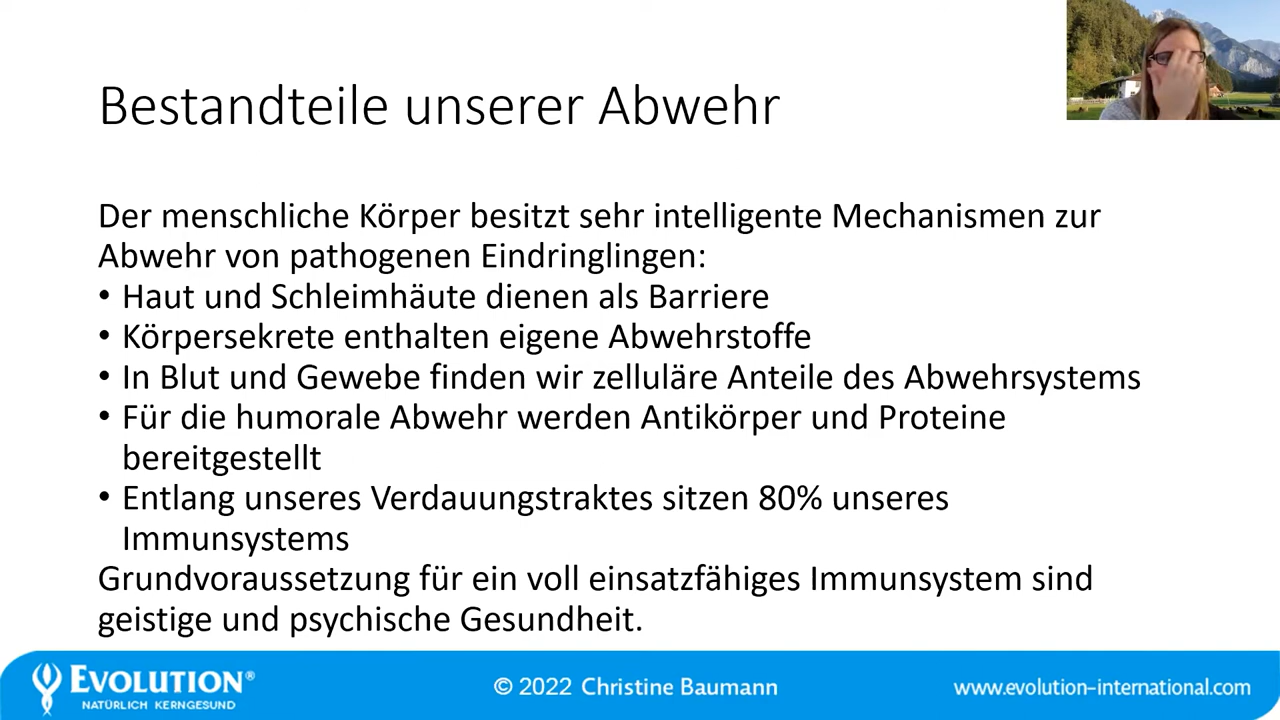 Bestandteile unserer Abwehr
Der menschliche Körper besitzt sehr intelligente Mechanismen zur
Abwehr von pathogenen Eindringlingen:
• Haut und Schleimhäute dienen als Barriere
• Körpersekrete enthalten eigene Abwehrstoffe
• In Blut und Gewebe finden wir zelluläre Anteile des Abwehrsystems
• Für die humorale Abwehr werden Antikörper und Proteine
bereitgestellt
• Entlang unseres Verdauungstraktes sitzen 80% unseres
Immunsystems
Grundvoraussetzung für ein voll einsatzfähiges Immunsystem sind
geistige und psychische Gesundheit.
EVOLUTION®
NATÜRLICH KERNGESUND
© 2022 Christine Baumann
www.evolution-international.com